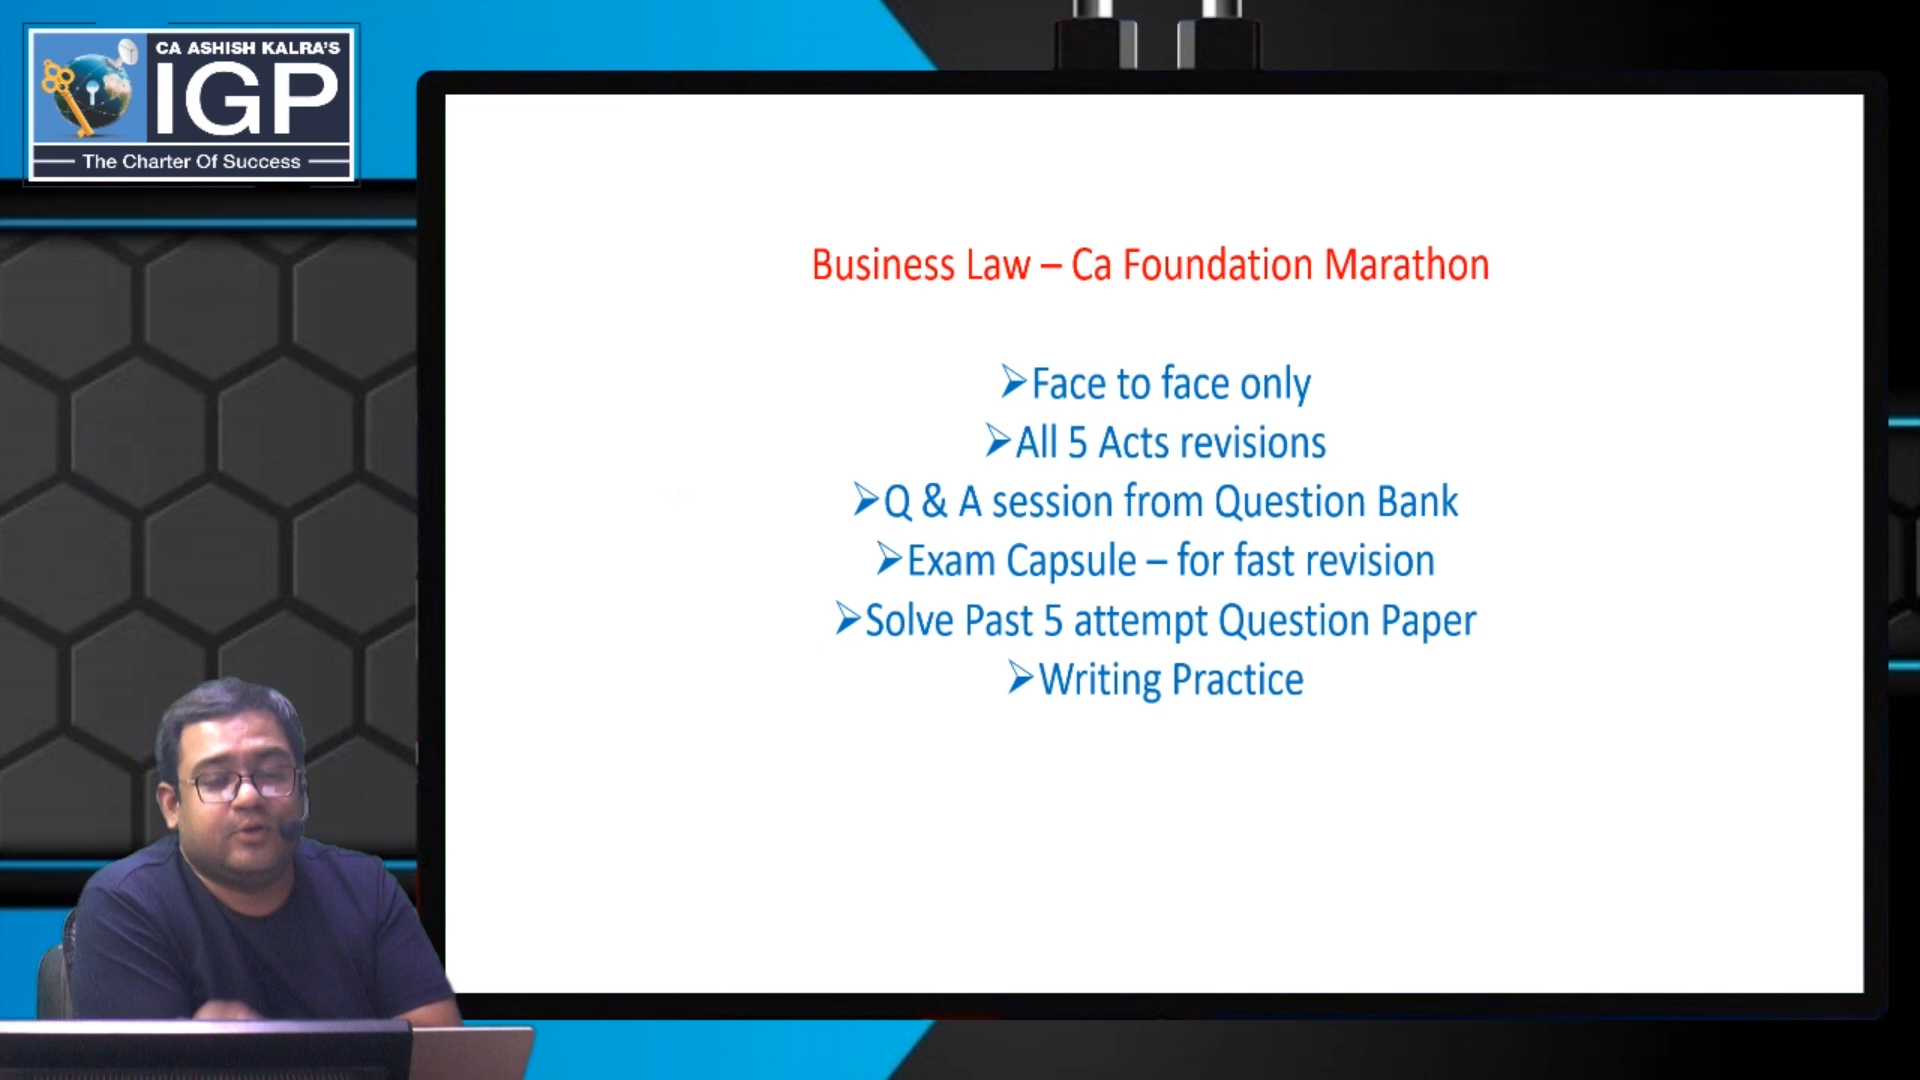 CA ASHISH KALRA'S
IGP
The Charter Of Success
Business Law – Ca Foundation Marathon
➢Face to face only
➢All 5 Acts revisions
➢Q & A session from Question Bank
➢Exam Capsule – for fast revision
➢Solve Past 5 attempt Question Paper
➢Writing Practice